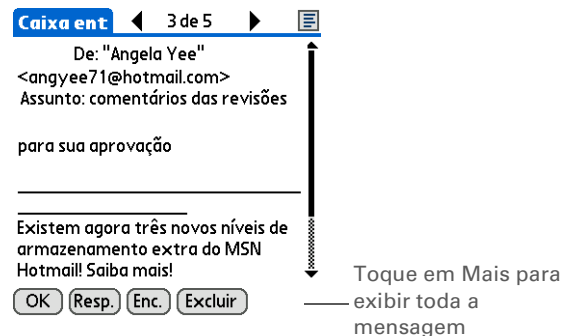 Caixa ent 3 de 5
De: "Angela Yee"
<angyee71@hotmail.com>
Assunto: comentários das revisões
para sua aprovação
Existem agora três novos níveis de
armazenamento extra do MSN
Hotmail! Saiba mais!
OK Resp. Enc. Excluir
Toque em Mais para
exibir toda a
mensagem